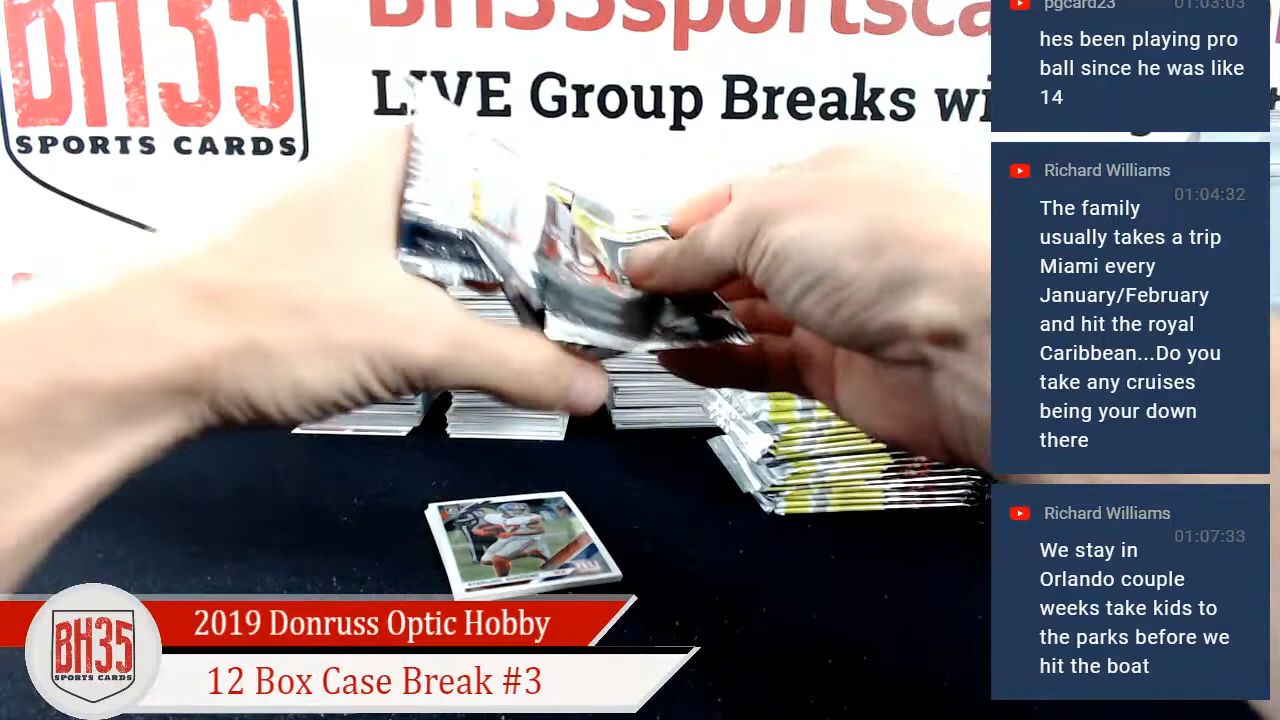 BH35sportsca
BH35
SPORTS CARDS
LIVE Group Breaks wi
pgcard23
01:03:03
hes been playing pro
ball since he was like
14
Richard Williams
01:04:32
The family
usually takes a trip
Miami every
January/February
and hit the royal
Caribbean...Do you
take any cruises
being your down
there
Richard Williams
01:07:33
We stay in
Orlando couple
weeks take kids to
the parks before we
hit the boat
BH35
SPORTS CARDS
2019 Donruss Optic Hobby
12 Box Case Break #3